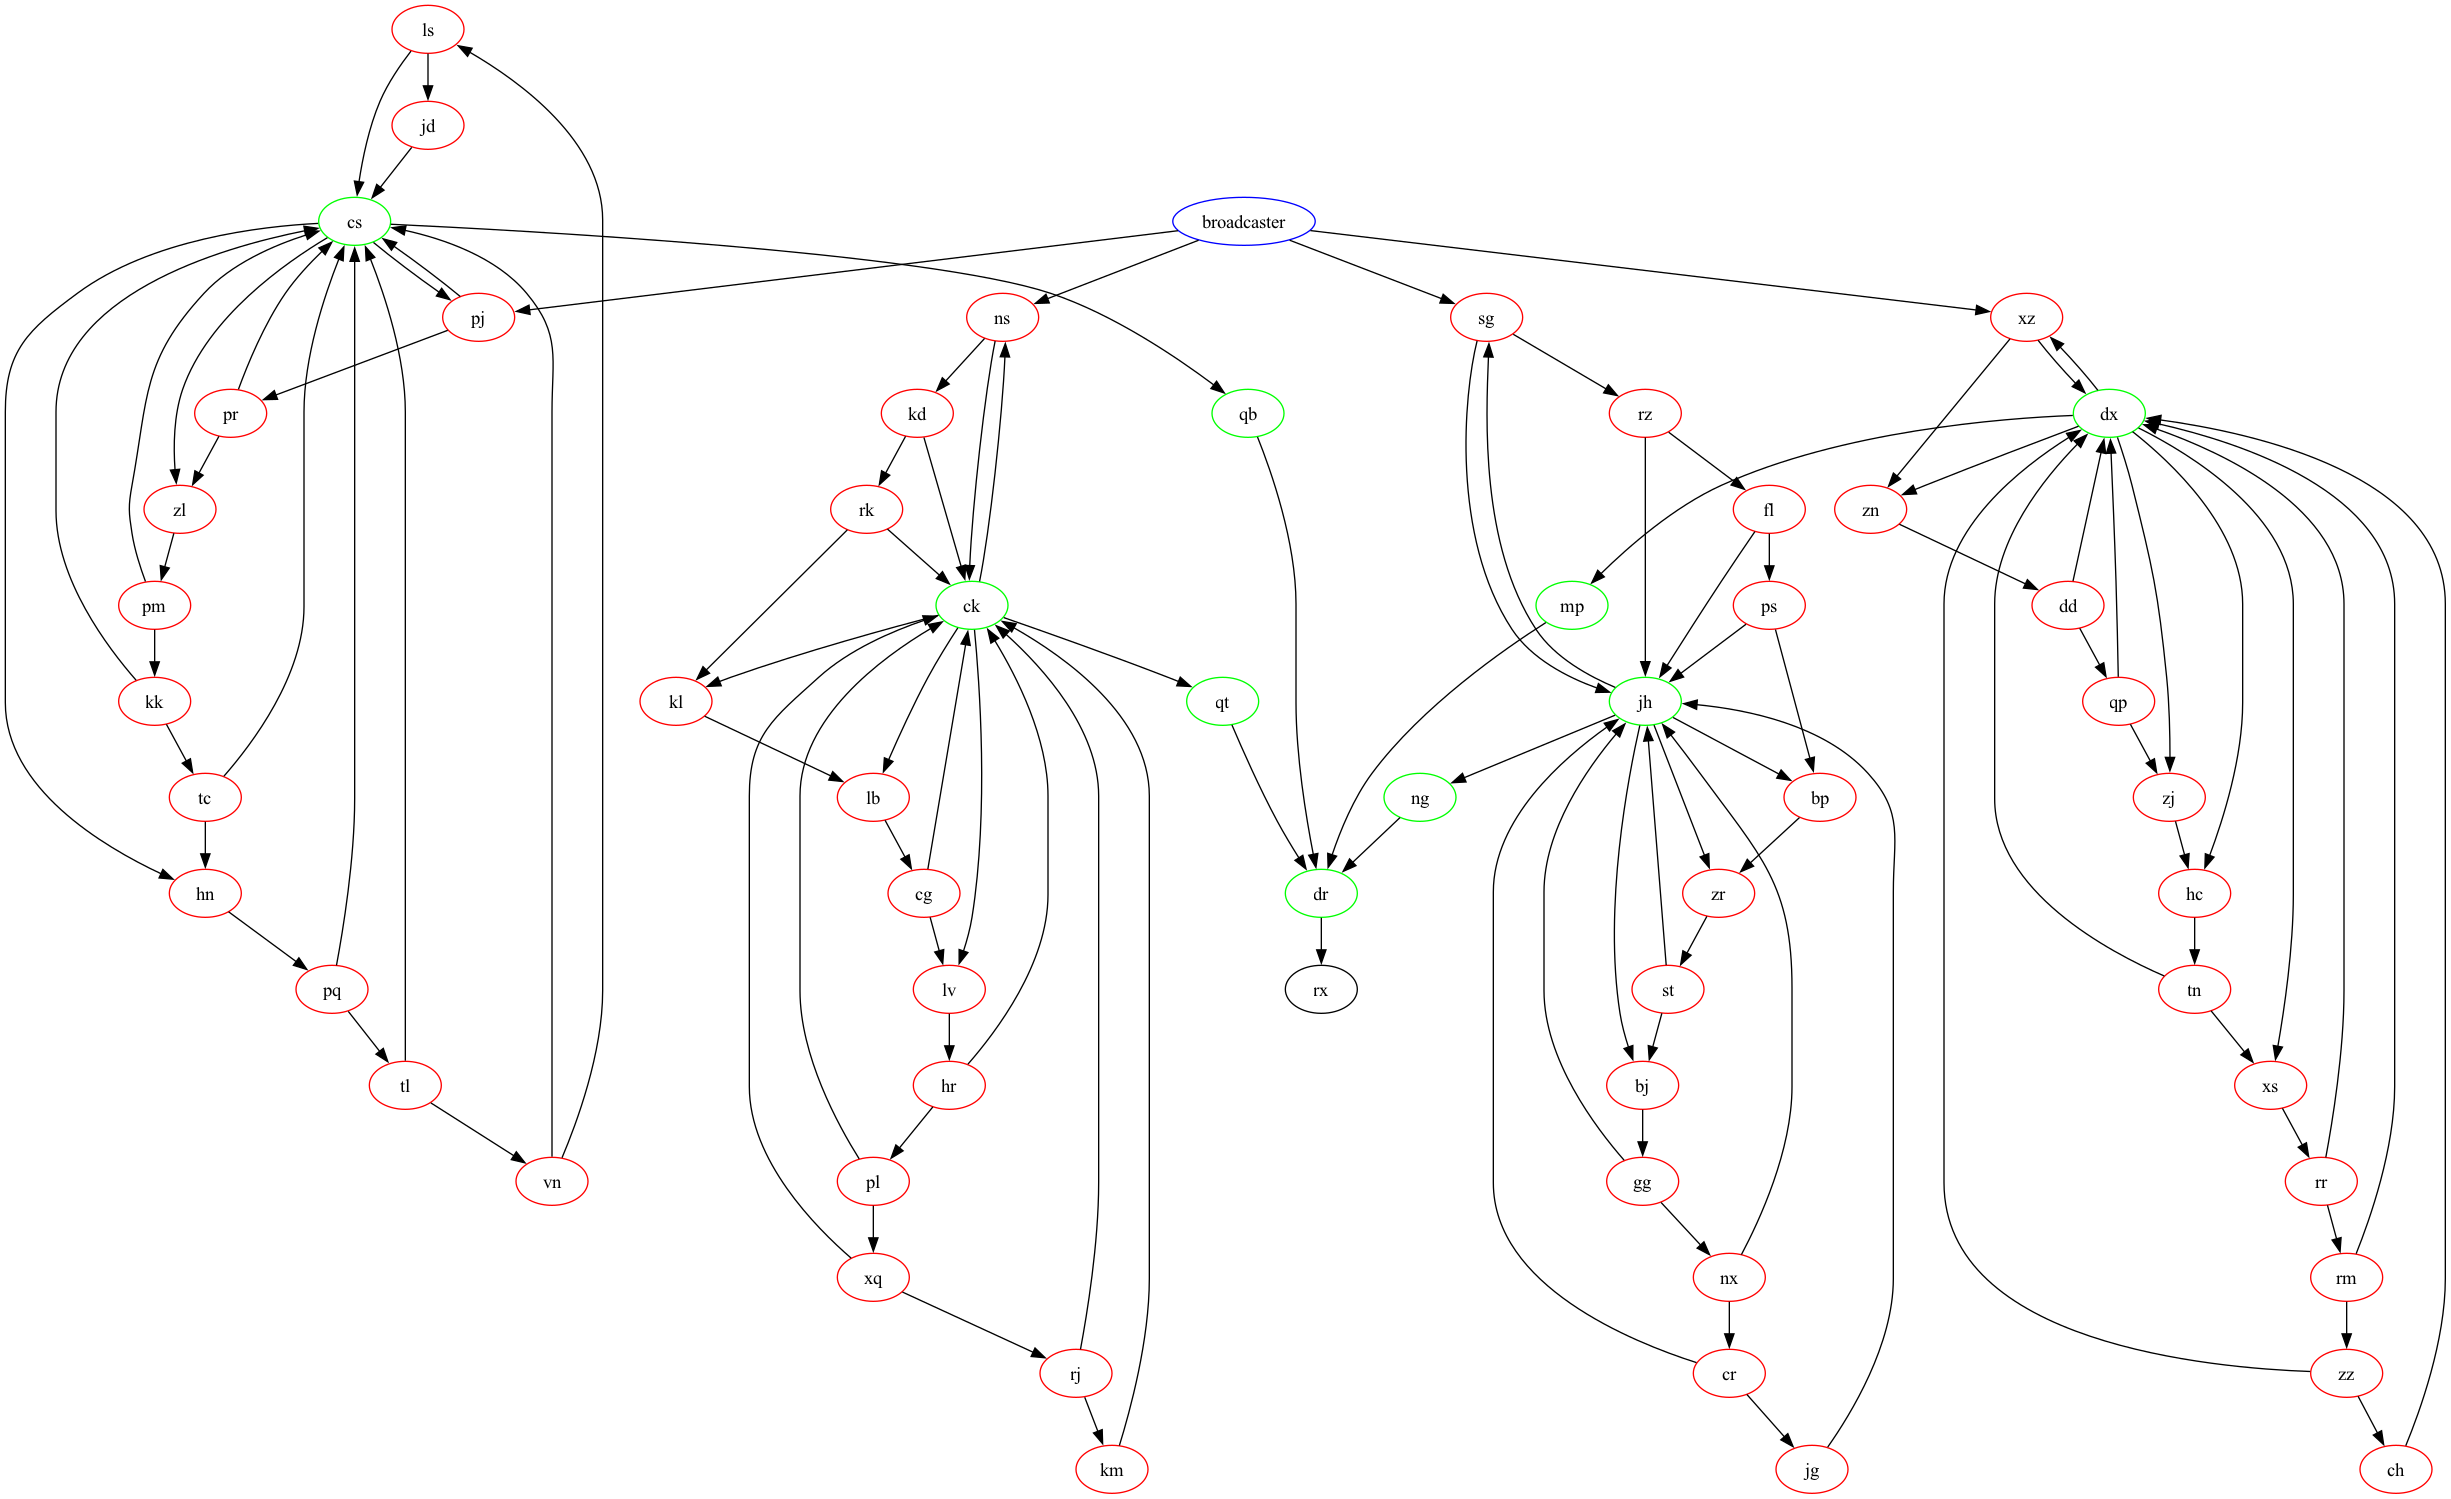 ls
jd
cs
broadcaster
pj
ns
sg
xz
pr
kd
qb
rz
dx
zl
rk
fl
zn
pm
ck
mp
ps
dd
kk
kl
qt
jh
qp
tc
lb
ng
bp
zj
hn
cg
dr
zr
hc
pq
lv
rx
st
tn
tl
hr
bj
xs
vn
pl
gg
rr
xq
nx
rm
rj
cr
zz
km
jg
ch